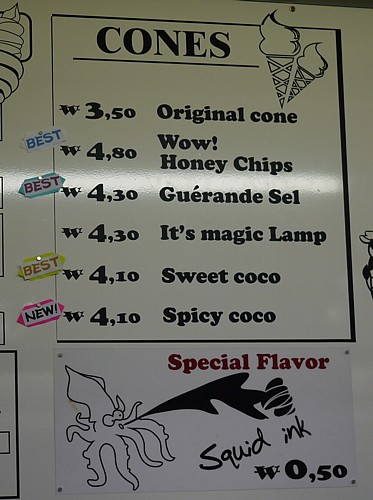 CONES
₩ 3,50 Original cone
BEST
₩ 4,80 Wow!
Honey Chips
BEST
₩ 4,30 Guérande Sel
₩ 4,30 It's magic Lamp
BEST
₩ 4,10 Sweet coco
NEW!
₩ 4,10 Spicy coco
Special Flavor
Squid ink
₩ 0,50